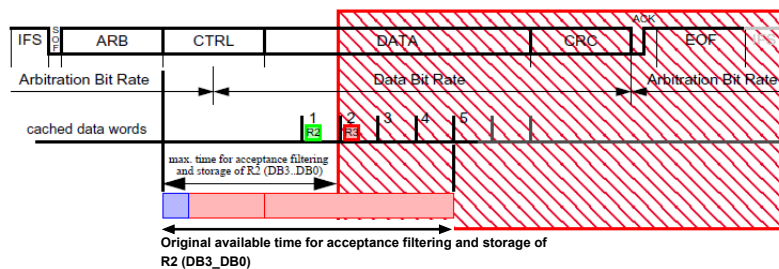 ACK
IFS SOF ARB CTRL DATA CRC EOF IFS
Arbitration Bit Rate Data Bit Rate Arbitration Bit Rate
1 2 3 4 5
cached data words R2 R3
max. time for acceptance filtering
and storage of R2 (DB3..DB0)
Original available time for acceptance filtering and storage of
R2 (DB3_DB0)